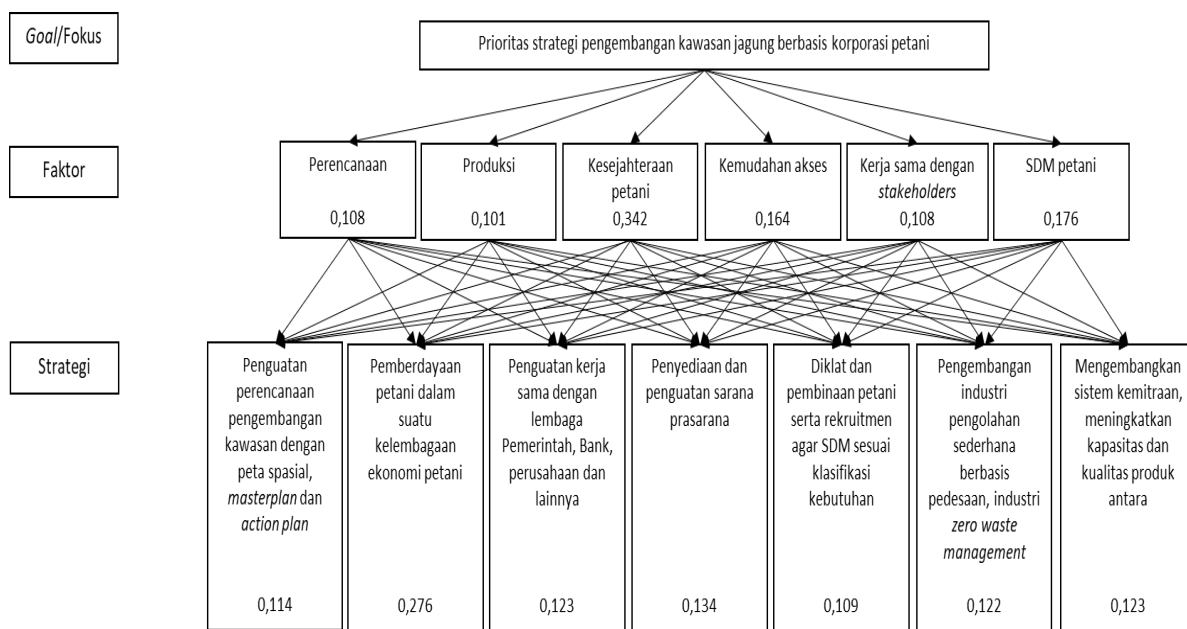 Goal/Fokus
Prioritas strategi pengembangan kawasan jagung berbasis korporasi petani
Faktor
Perencanaan
0,108
Produksi
0,101
Kesejahteraan
petani
0,342
Kemudahan akses
0,164
Kerja sama dengan
stakeholders
0,108
SDM petani
0,176
Strategi
Penguatan
perencanaan
pengembangan
kawasan dengan
peta spasial,
masterplan dan
action plan
0,114
Pemberdayaan
petani dalam
suatu
kelembagaan
ekonomi petani
0,276
Penguatan kerja
sama dengan
lembaga
Pemerintah, Bank,
perusahaan dan
lainnya
0,123
Penyediaan dan
penguatan sarana
prasarana
0,134
Diklat dan
pembinaan petani
serta rekruitmen
agar SDM sesuai
klasifikasi
kebutuhan
0,109
Pengembangan
industri
pengolahan
sederhana
berbasis
pedesaan, industri
zero waste
management
0,122
Mengembangkan
sistem kemitraan,
meningkatkan
kapasitas dan
kualitas produk
antara
0,123